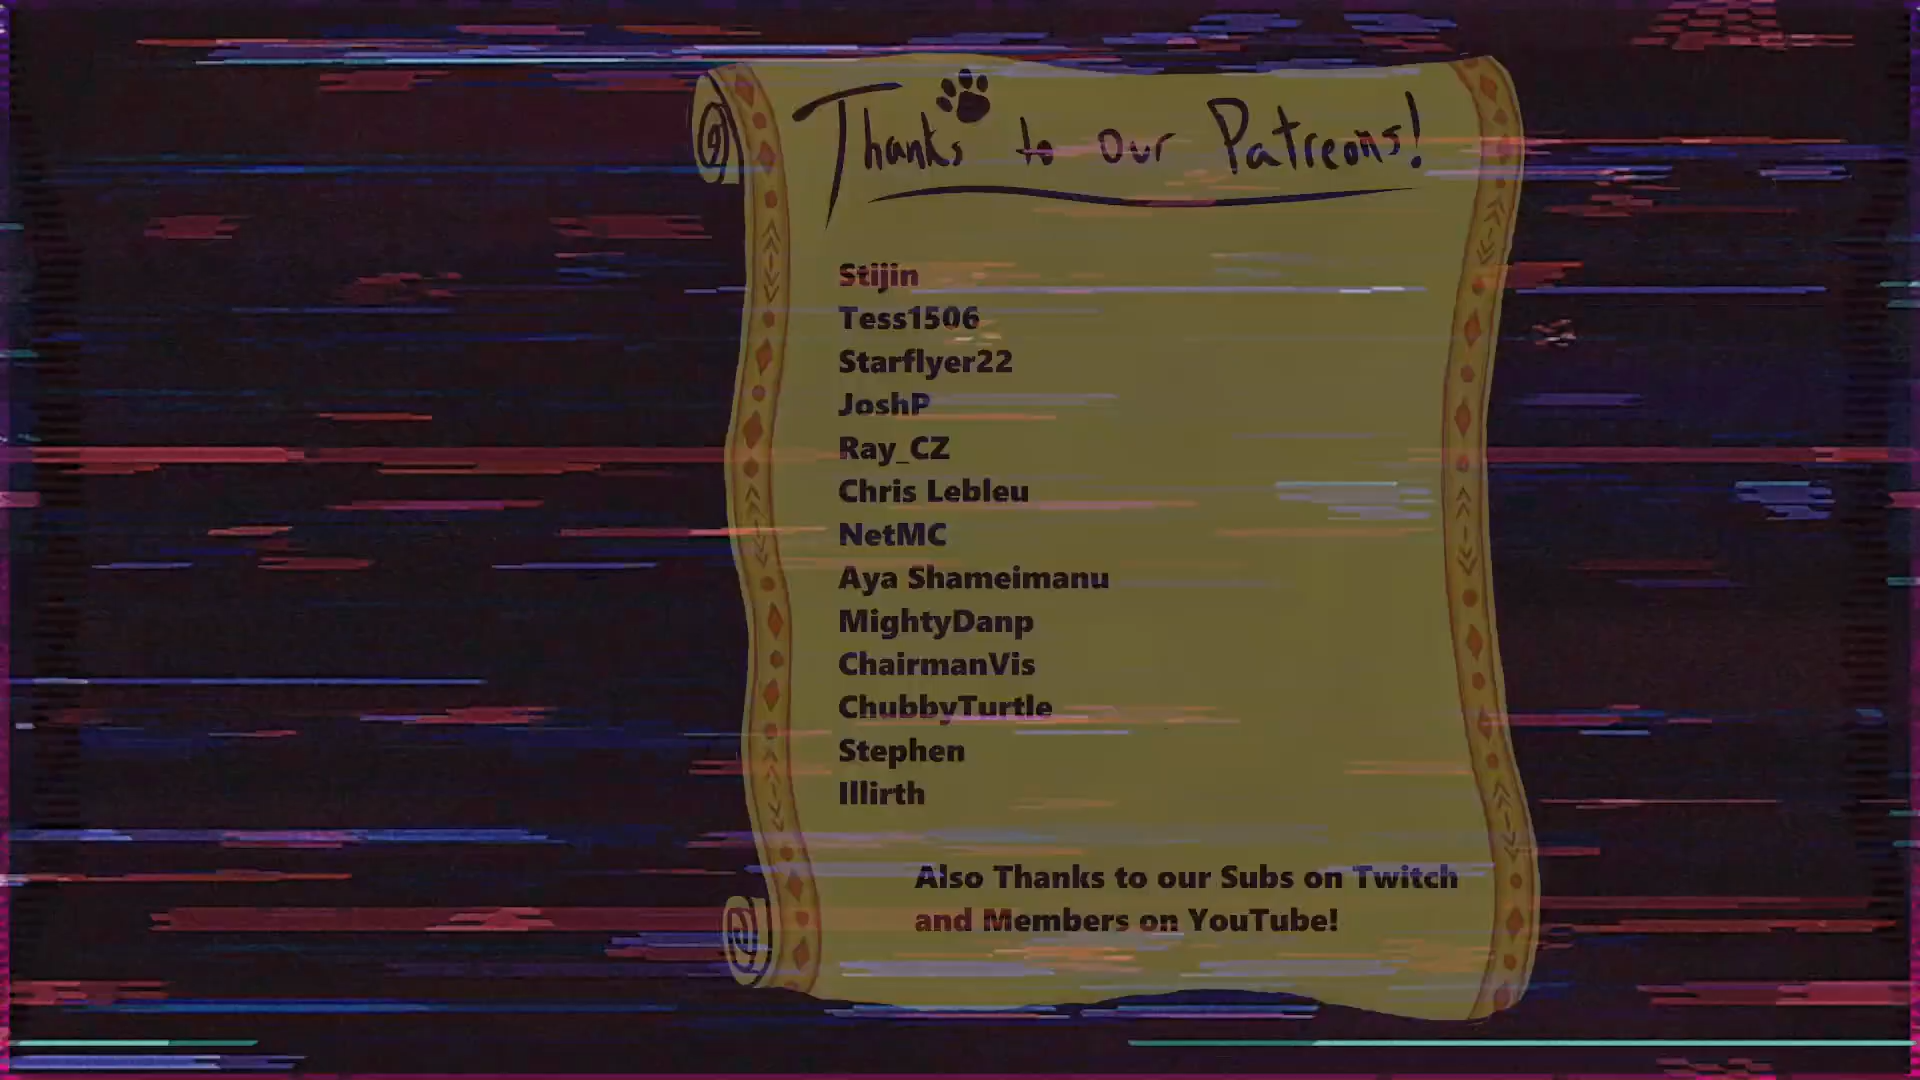 Thanks to our Patreons!
Stijin
Tess1506
Starflyer22
JoshP
Ray_CZ
Chris Lebleu
NetMC
Aya Shameimanu
MightyDanp
ChairmanVis
ChubbyTurtle
Stephen
Illirth
Also Thanks to our Subs on Twitch
and Members on YouTube!